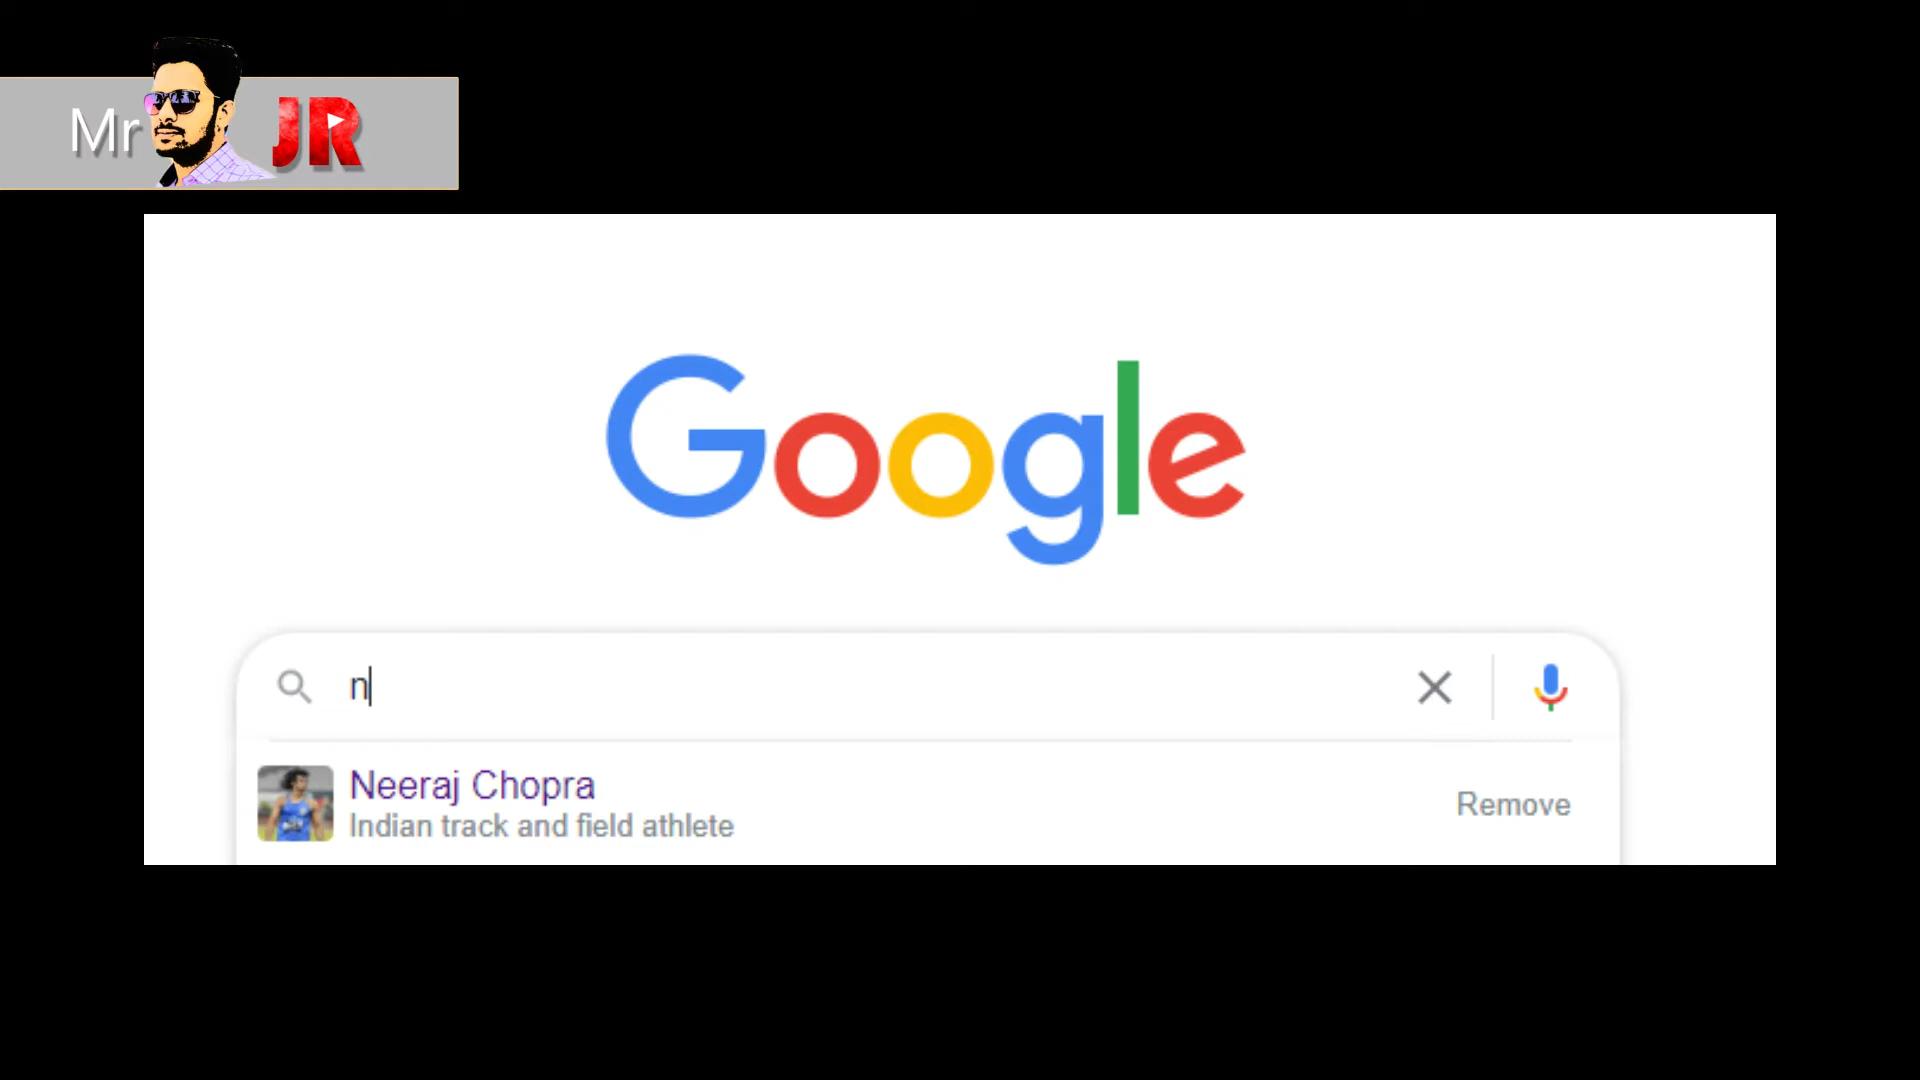 Mr JR
Google
n
Neeraj Chopra
Indian track and field athlete
Remove